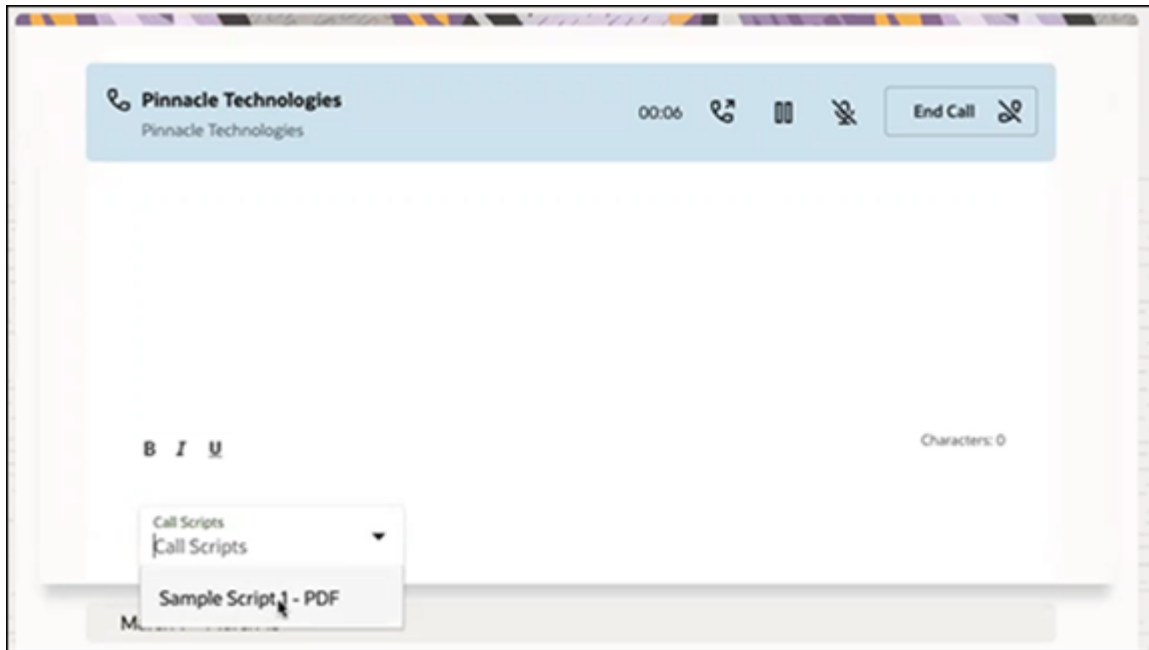 Pinnacle Technologies
Pinnacle Technologies
00:06
End Call
B I U
Characters: 0
Call Scripts
Call Scripts
Sample Script 1 - PDF